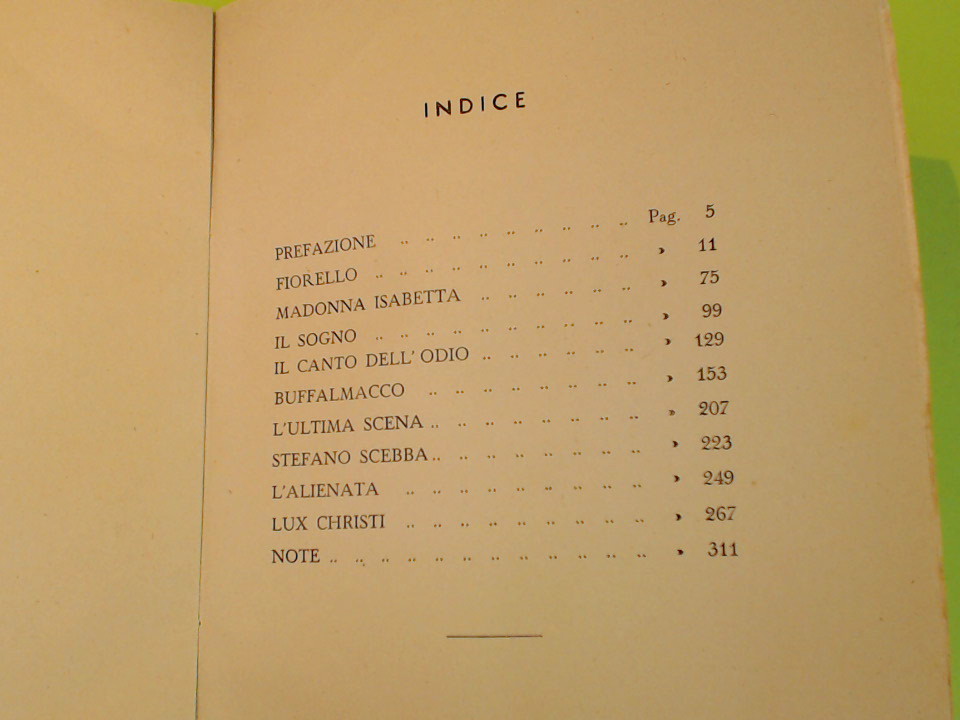 INDICE
PREFAZIONE .. .. .. .. .. .. .. .. .. Pag. 5
FIORELLO .. .. .. .. .. .. .. .. .. .. » 11
MADONNA ISABETTA .. .. .. .. .. .. » 75
IL SOGNO .. .. .. .. .. .. .. .. .. .. » 99
IL CANTO DELL' ODIO .. .. .. .. .. .. » 129
BUFFALMACCO .. .. .. .. .. .. .. .. » 153
L'ULTIMA SCENA .. .. .. .. .. .. .. .. » 207
STEFANO SCEBBA .. .. .. .. .. .. .. .. » 223
L'ALIENATA .. .. .. .. .. .. .. .. .. » 249
LUX CHRISTI .. .. .. .. .. .. .. .. .. » 267
NOTE .. .. .. .. .. .. .. .. .. .. .. .. » 311